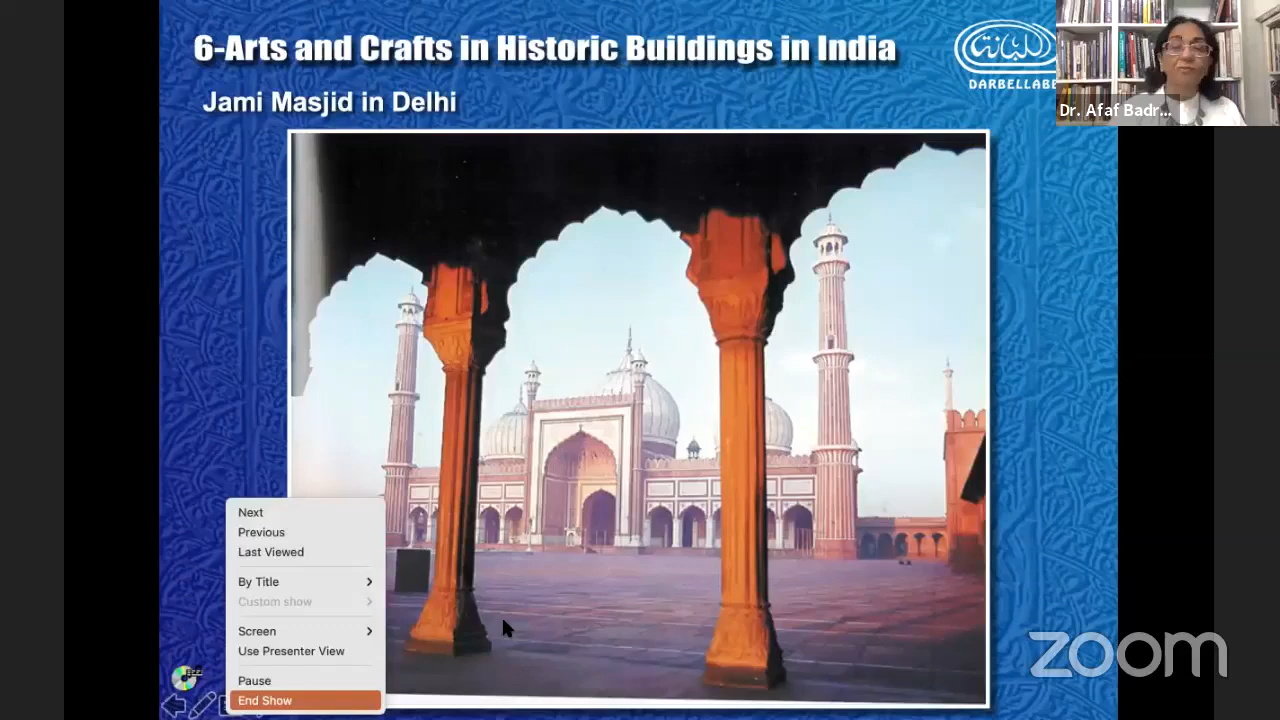 6-Arts and Crafts in Historic Buildings in India
Jami Masjid in Delhi
اللبنانة
DARBELLABE
Dr. Afaf Badr...
Next
Previous
Last Viewed
By Title
Custom show
Screen
Use Presenter View
Pause
End Show
zoom